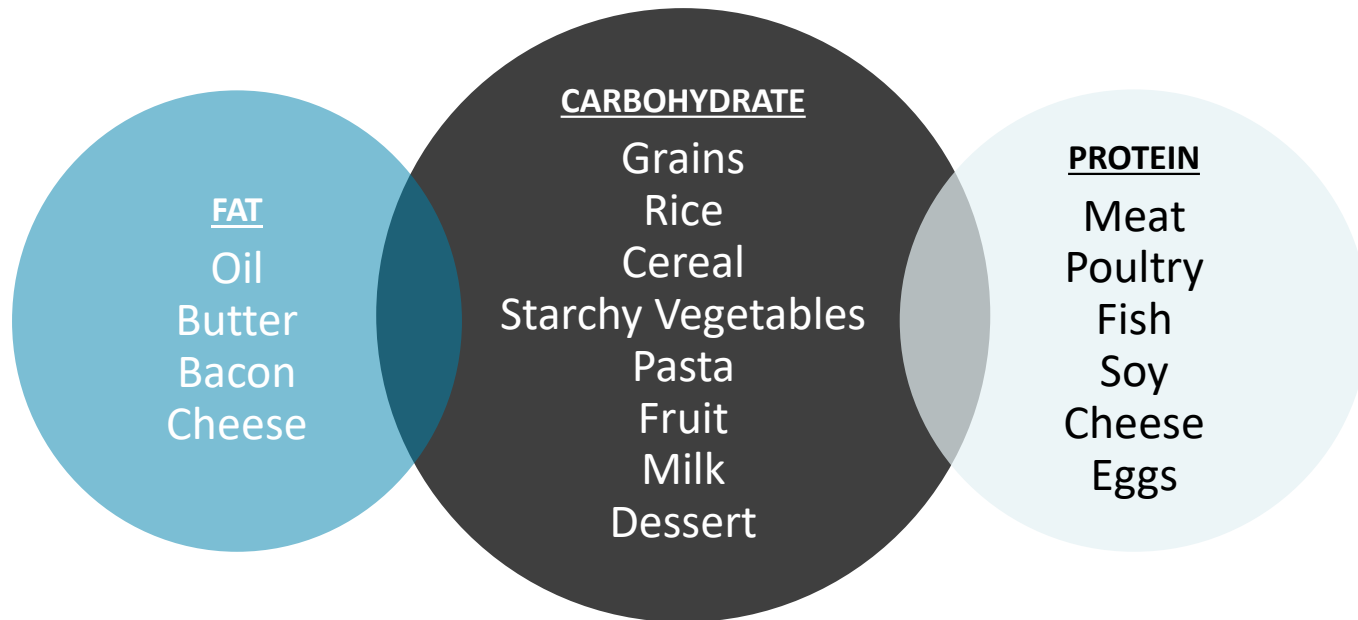 FAT
Oil
Butter
Bacon
Cheese
CARBOHYDRATE
Grains
Rice
Cereal
Starchy Vegetables
Pasta
Fruit
Milk
Dessert
PROTEIN
Meat
Poultry
Fish
Soy
Cheese
Eggs